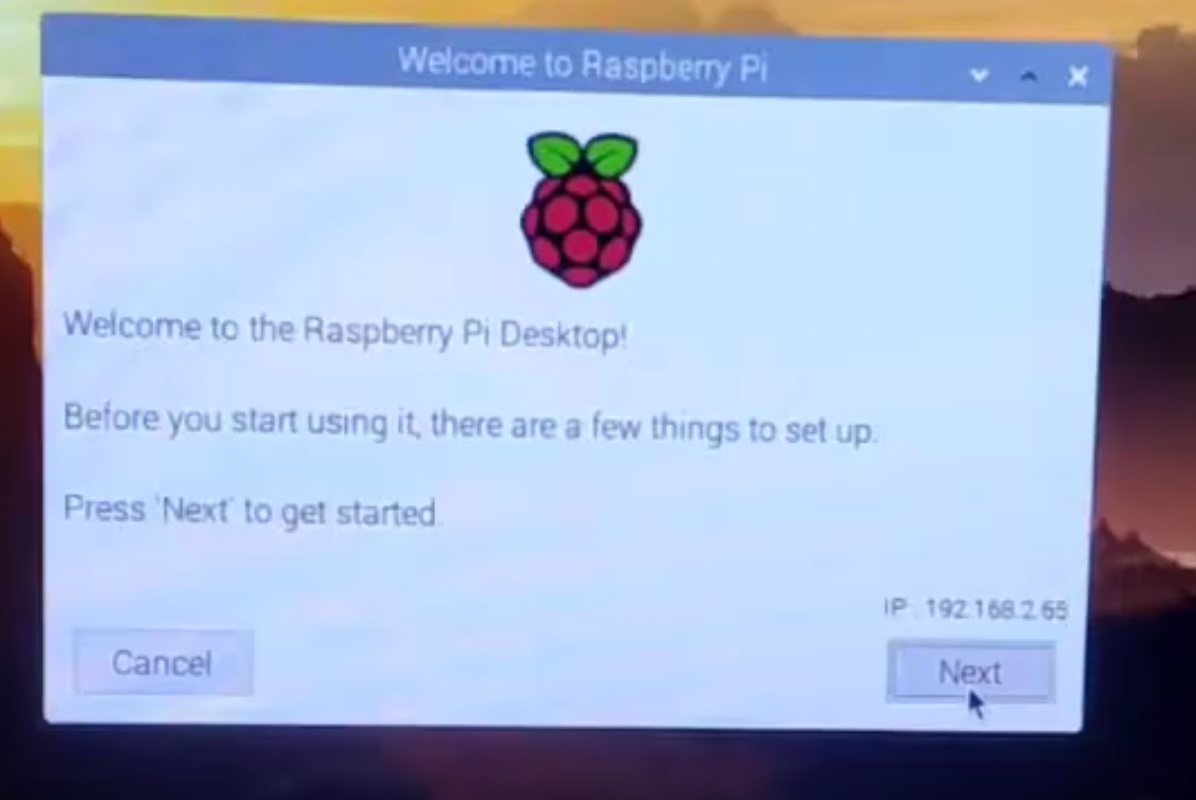 Welcome to Raspberry Pi
Welcome to the Raspberry Pi Desktop!
Before you start using it, there are a few things to set up.
Press 'Next' to get started.
IP : 192.168.2.65
Cancel
Next